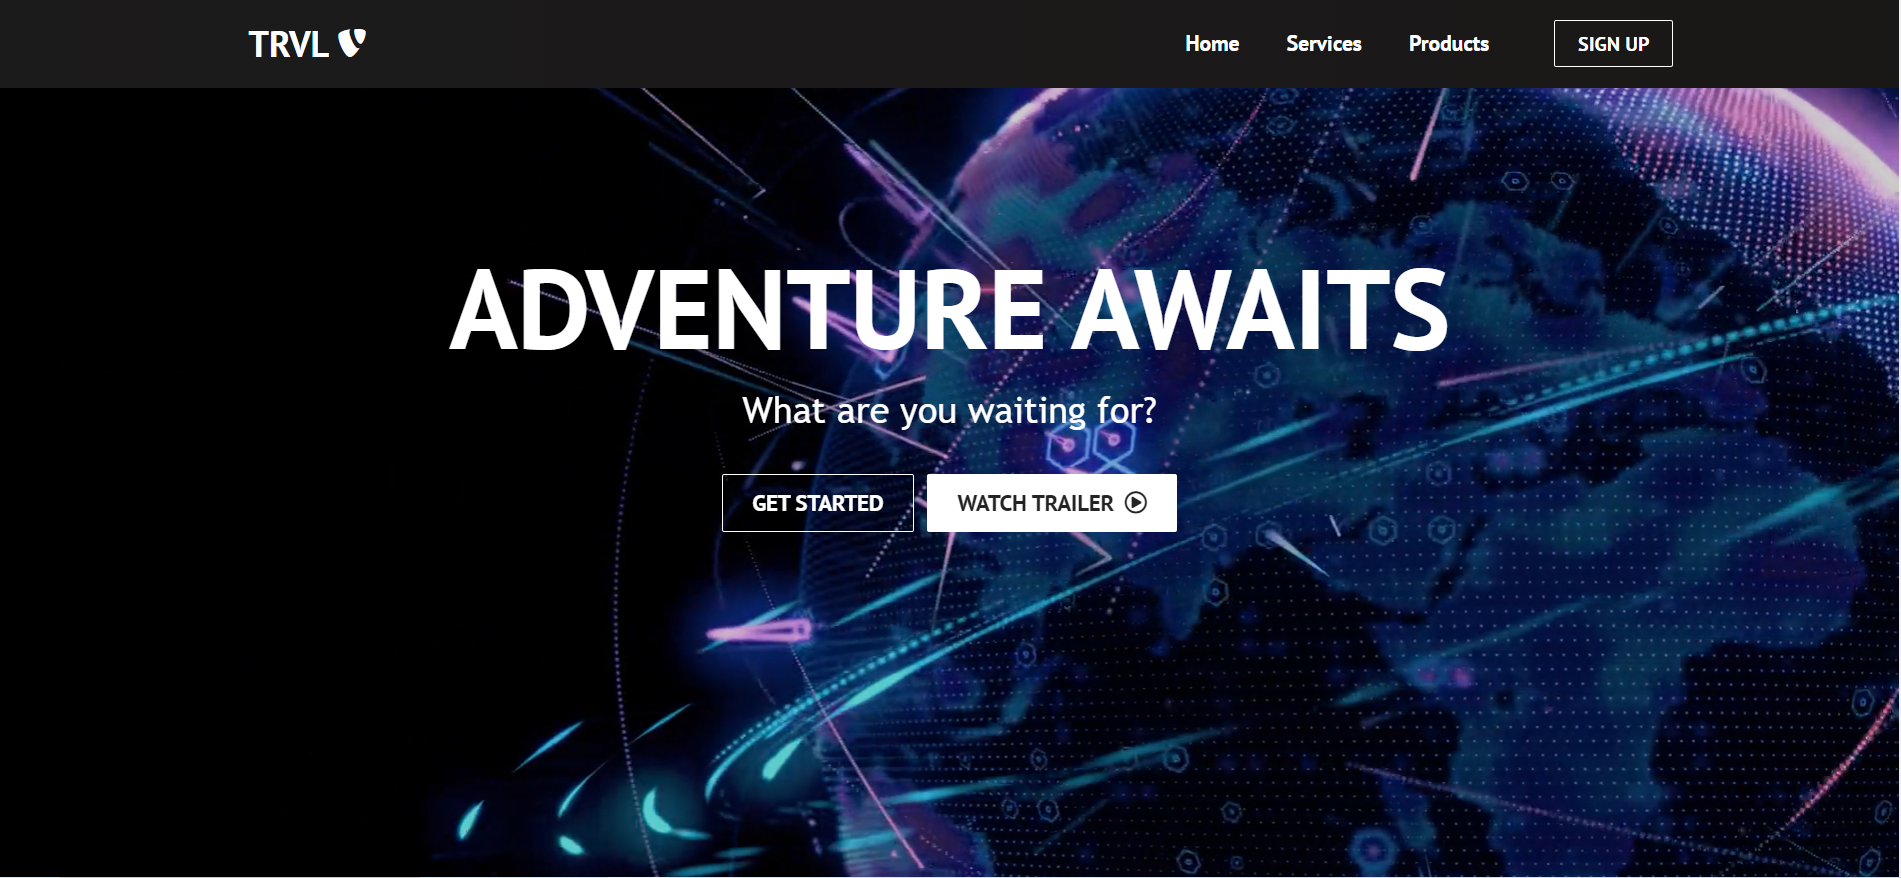 TRVL
Home Services Products SIGN UP
ADVENTURE AWAITS
What are you waiting for?
GET STARTED WATCH TRAILER